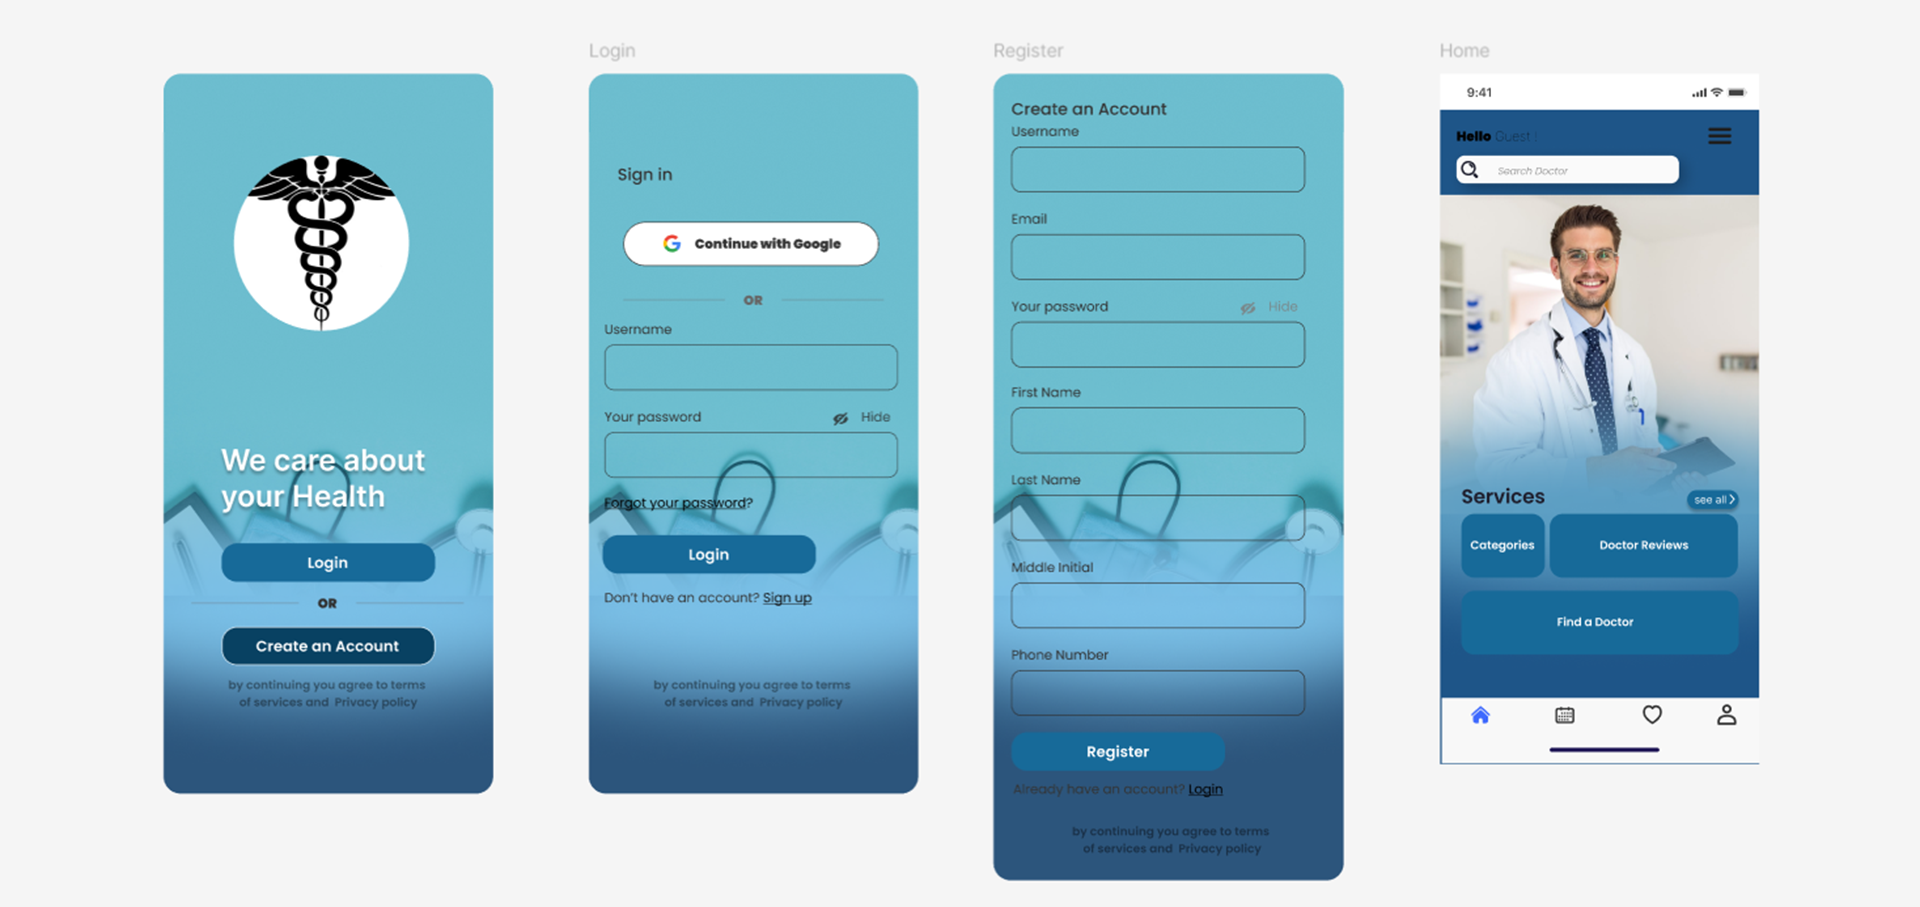 We care about
your Health
Login
OR
Create an Account
by continuing you agree to terms
of services and Privacy policy
Login
Sign in
Continue with Google
OR
Username
Your password
Hide
Forgot your password?
Login
Don't have an account? Sign up
by continuing you agree to terms
of services and Privacy policy
Register
Create an Account
Username
Email
Your password
Hide
First Name
Last Name
Middle Initial
Phone Number
Register
Already have an account? Login
by continuing you agree to terms
of services and Privacy policy
Home
9:41
Hello Guest
Search Doctor
Services
see all
Categories
Doctor Reviews
Find a Doctor